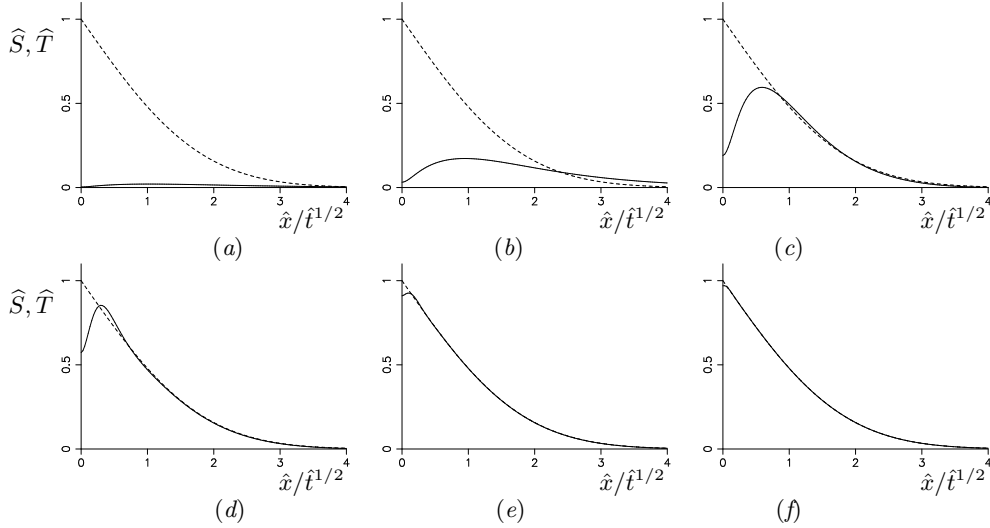 1 1 1
Ŝ, T̂
0.5 0.5 0.5
0 0 0
0 1 2 3 4 0 1 2 3 4 0 1 2 3 4
x̂/t̂^{1/2} x̂/t̂^{1/2} x̂/t̂^{1/2}
(a) (b) (c)
1 1 1
Ŝ, T̂
0.5 0.5 0.5
0 0 0
0 1 2 3 4 0 1 2 3 4 0 1 2 3 4
x̂/t̂^{1/2} x̂/t̂^{1/2} x̂/t̂^{1/2}
(d) (e) (f)